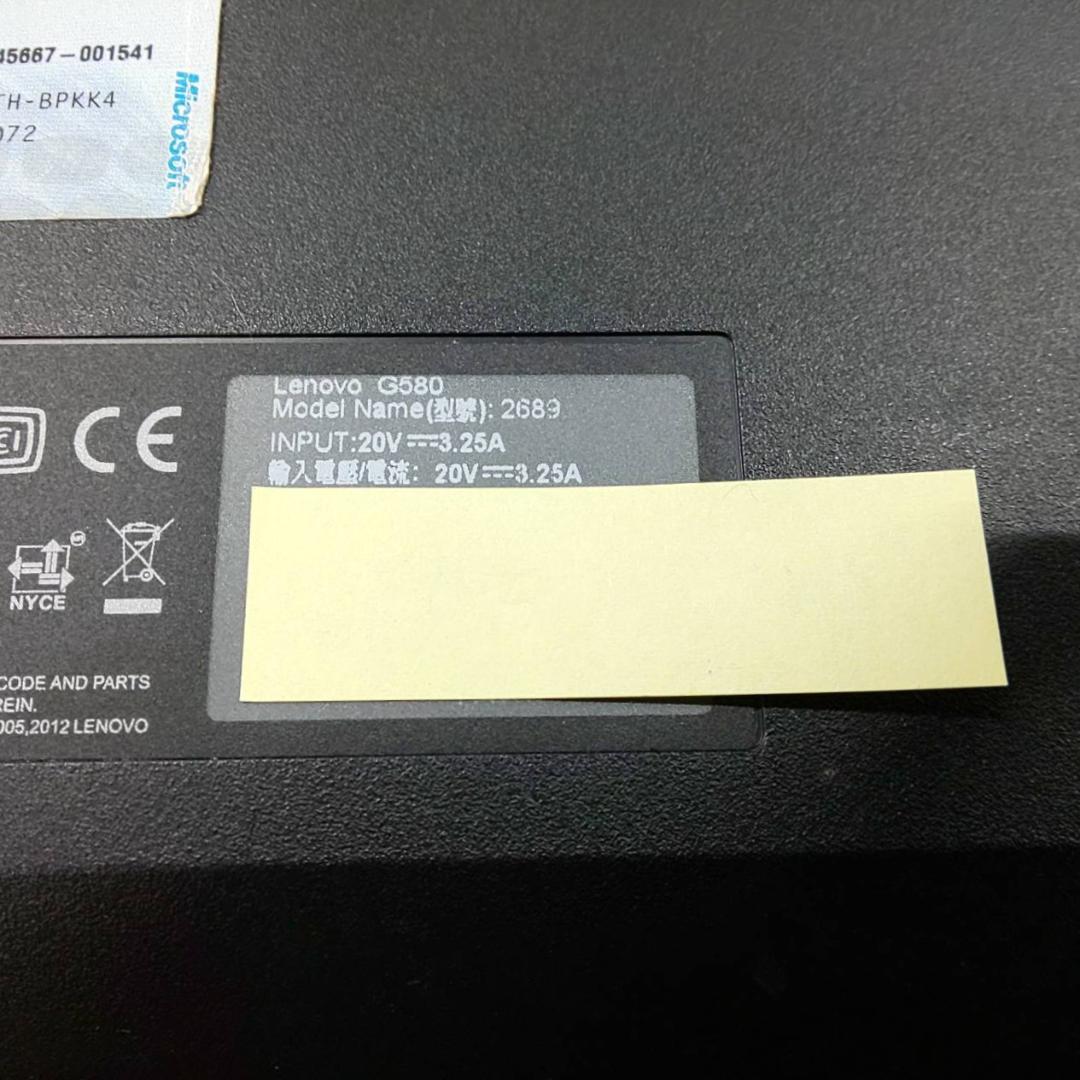 45667-001541
TH-BPKK4
072
Microsoft
Lenovo G580
Model Name(型號): 2689
INPUT:20V⎓3.25A
輸入電壓/電流: 20V⎓3.25A
CE
NYCE
CODE AND PARTS
REIN.
005,2012 LENOVO